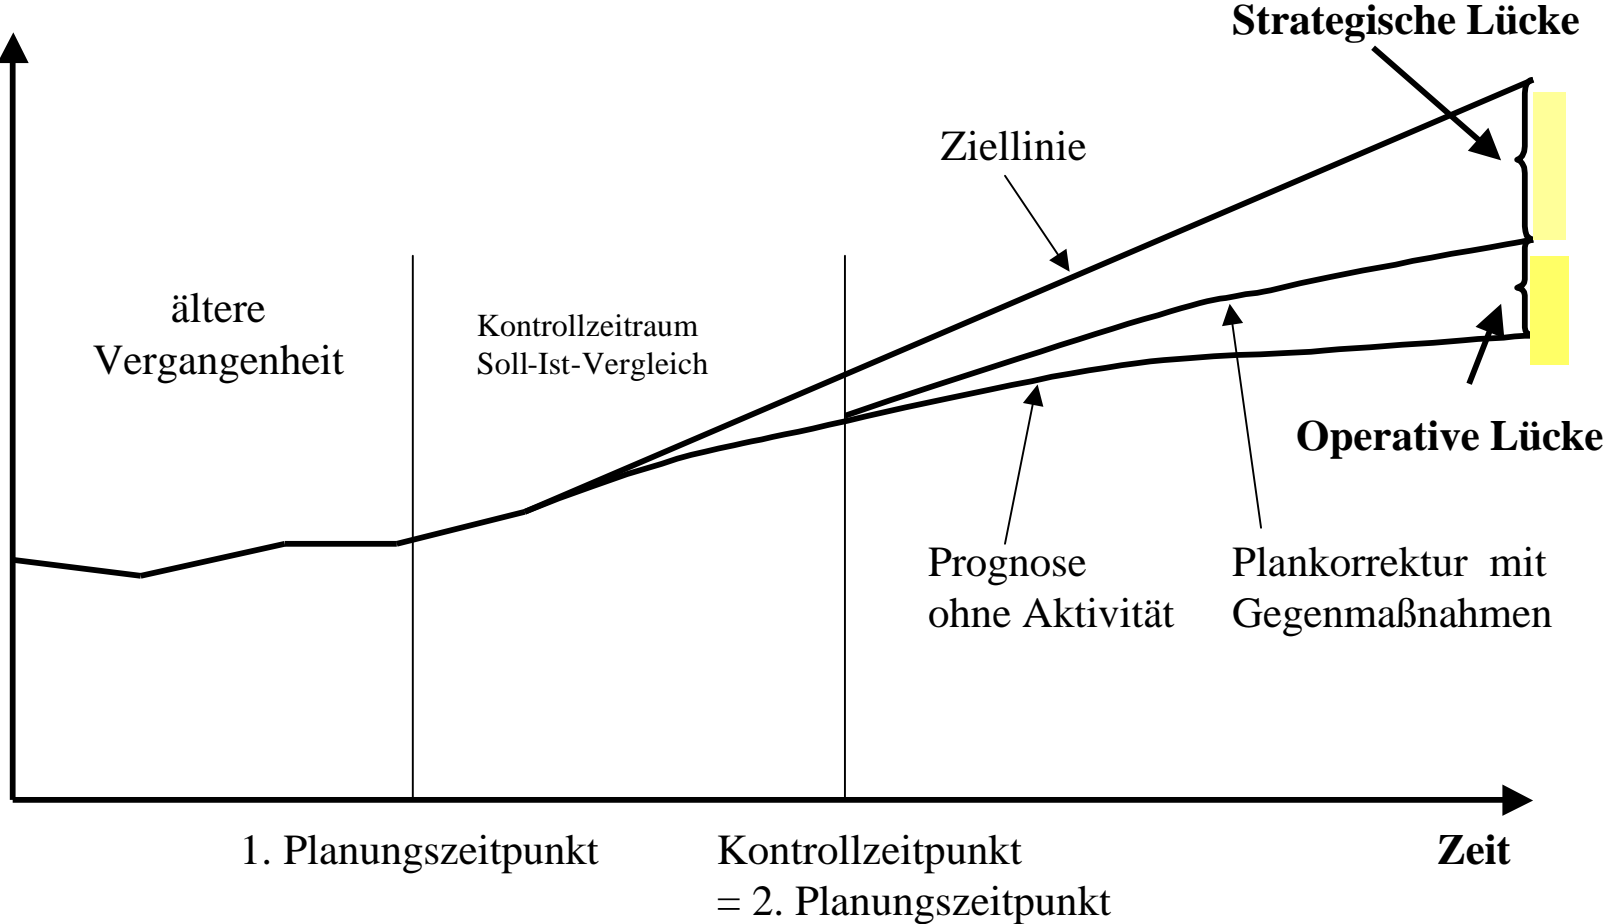 Strategische Lücke
Ziellinie
ältere
Vergangenheit
Kontrollzeitraum
Soll-Ist-Vergleich
Operative Lücke
Prognose
ohne Aktivität
Plankorrektur mit
Gegenmaßnahmen
1. Planungszeitpunkt
Kontrollzeitpunkt
= 2. Planungszeitpunkt
Zeit